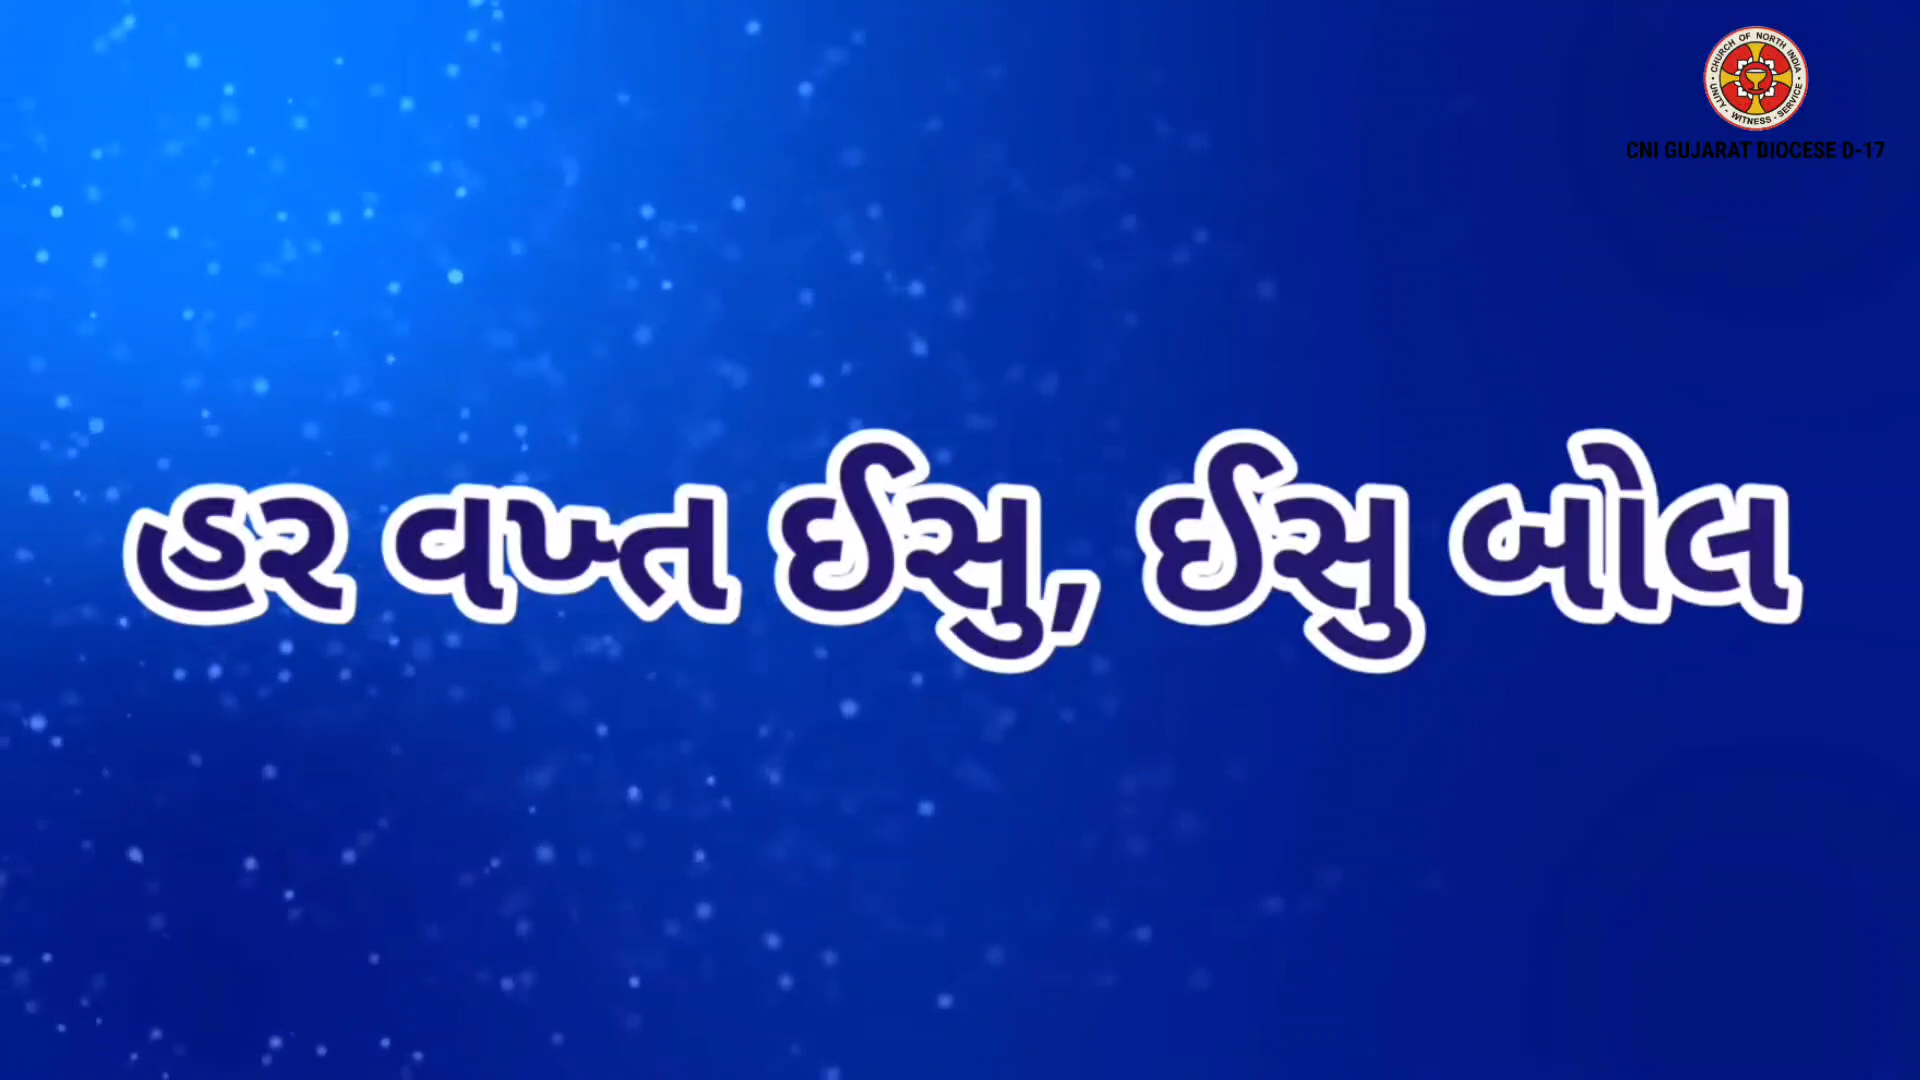 CHURCH OF NORTH INDIA
UNITY - WITNESS - SERVICE
CNI GUJARAT DIOCESE D-17
હર વખ્ત ઈસુ, ઈસુ બોલ